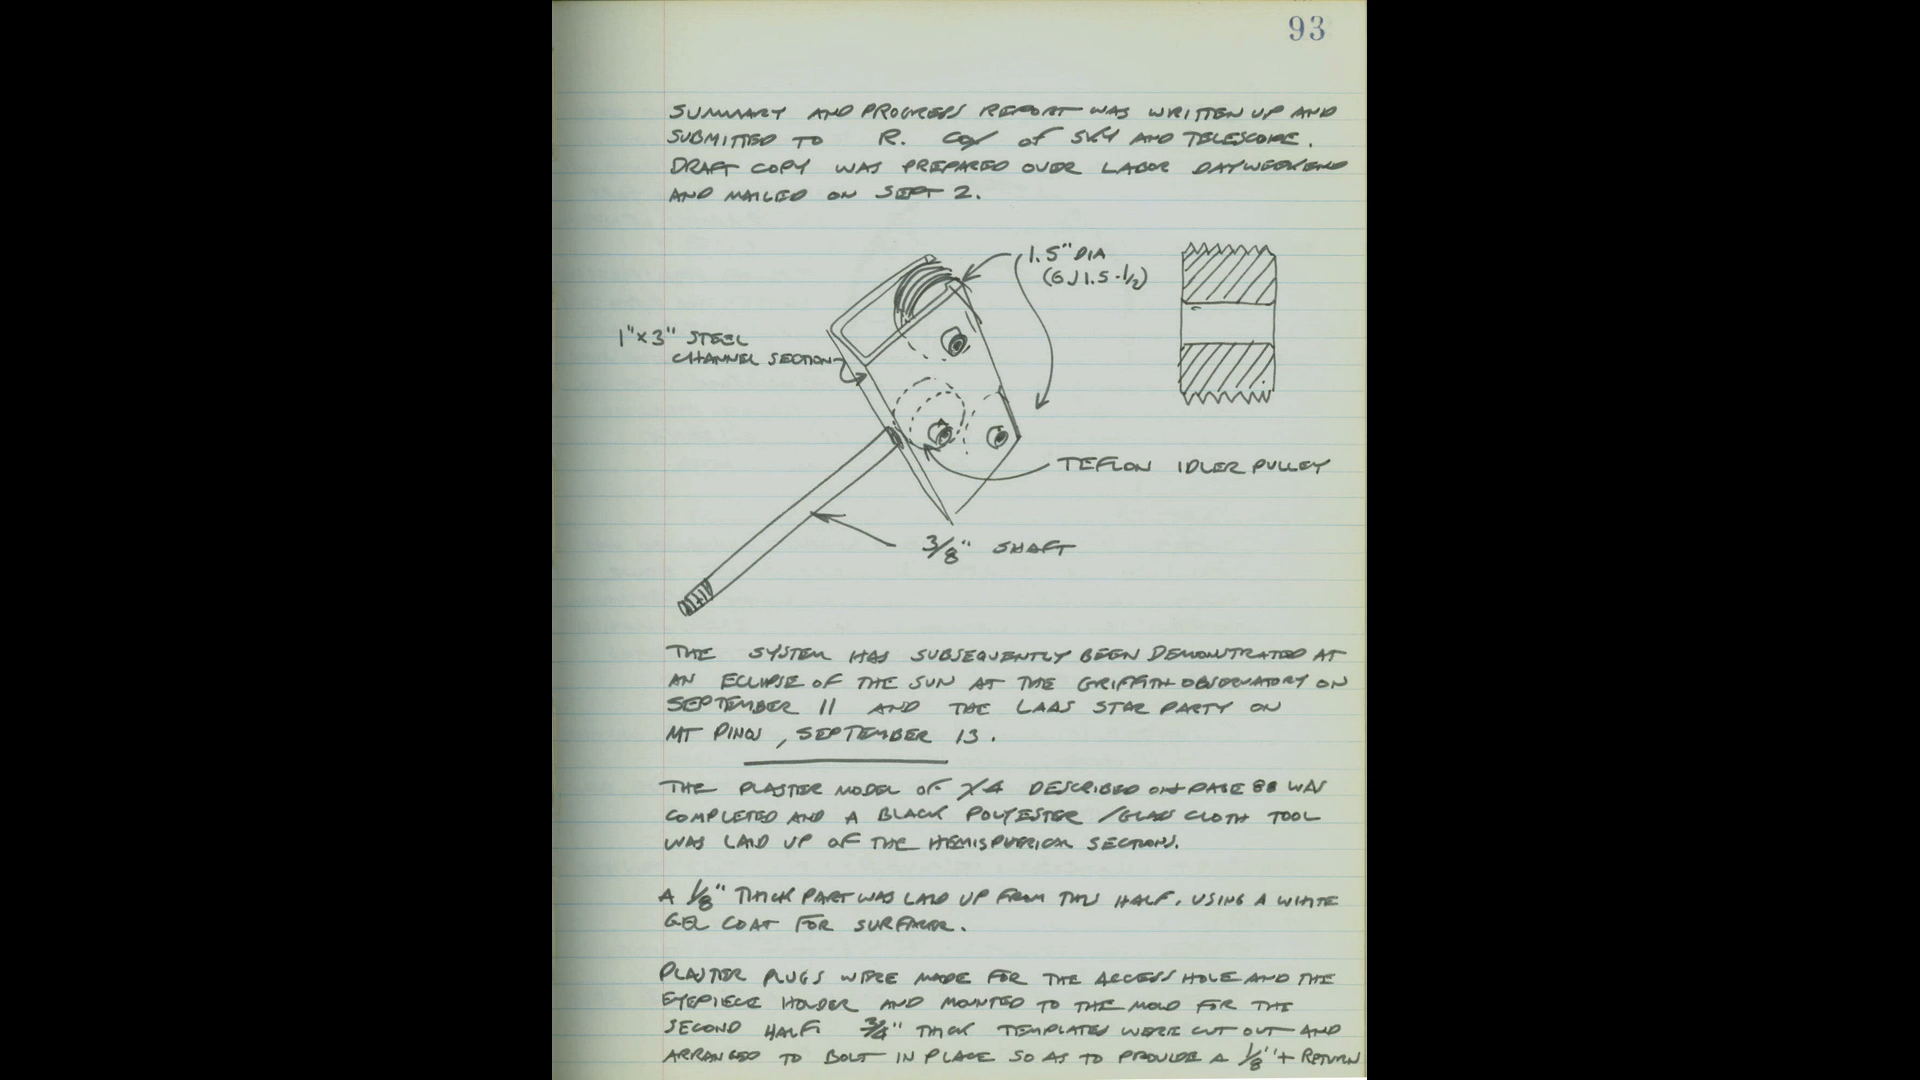 93
SUMMARY AND PROGRESS REPORT WAS WRITTEN UP AND
SUBMITTED TO R. COX of SKY AND TELESCOPE.
DRAFT COPY WAS PREPARED OVER LABOR DAY WEEKEND
AND MAILED ON SEPT 2.
1.5" DIA
(GJ1.5-1/2)
1" x 3" STEEL
CHANNEL SECTION
TEFLON IDLER PULLEY
3/8" SHAFT
THE SYSTEM HAS SUBSEQUENTLY BEEN DEMONSTRATED AT
AN ECLIPSE OF THE SUN AT THE GRIFFITH OBSERVATORY ON
SEPTEMBER 11 AND THE LAAS STAR PARTY ON
MT PINOS, SEPTEMBER 13.
THE PLASTER MODEL OF DESCRIBED ON PAGE 88 WAS
COMPLETED AND A BLACK POLYESTER / GLASS CLOTH TOOL
WAS LAID UP OF THE HEMISPHERICAL SECTIONS.
A 1/8" THICK PART WAS LAID UP FROM THIS HALF, USING A WHITE
GEL COAT FOR SURFACER.
PLASTER PLUGS WERE MADE FOR THE ACCESS HOLE AND THE
EYEPIECE HOLDER AND MOUNTED TO THE MOLD FOR THE
SECOND HALF. 3/4" THICK TEMPLATES WERE CUT OUT AND
ARRANGED TO BOLT IN PLACE SO AS TO PROVIDE A 1/8"+ RETURN